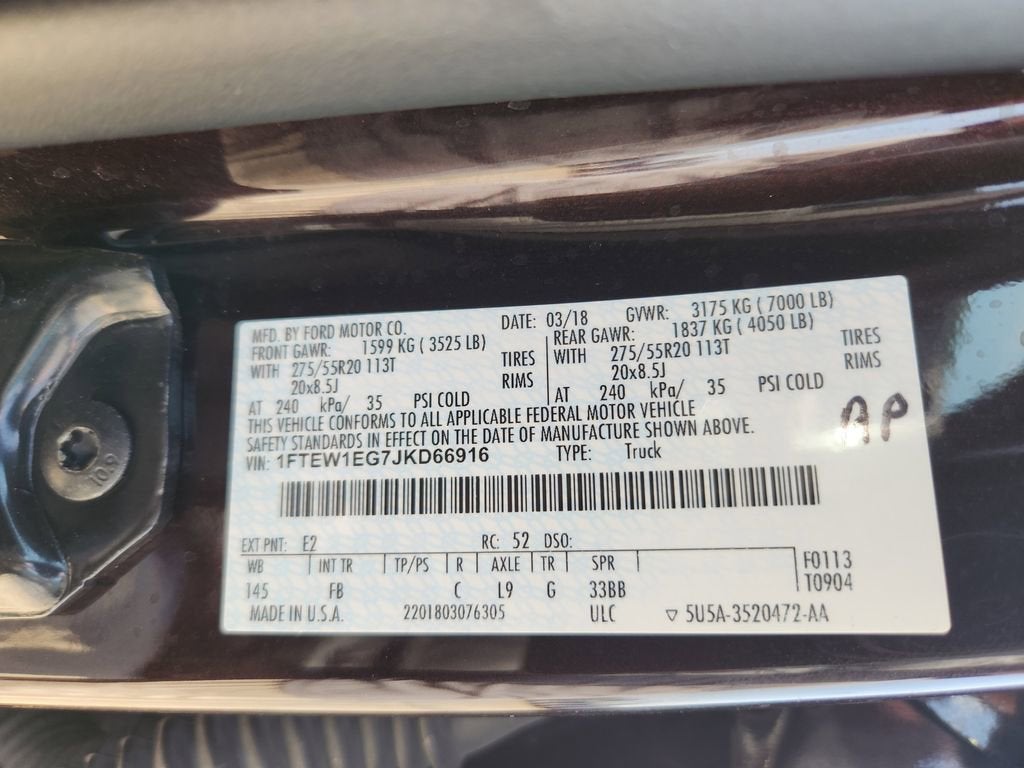 MFD. BY FORD MOTOR CO. DATE: 03/18 GVWR: 3175 KG ( 7000 LB)
FRONT GAWR: 1599 KG ( 3525 LB) REAR GAWR: 1837 KG ( 4050 LB)
WITH 275/55R20 113T TIRES WITH 275/55R20 113T TIRES
20x8.5J RIMS 20x8.5J RIMS
AT 240 kPa/ 35 PSI COLD AT 240 kPa/ 35 PSI COLD
THIS VEHICLE CONFORMS TO ALL APPLICABLE FEDERAL MOTOR VEHICLE
SAFETY STANDARDS IN EFFECT ON THE DATE OF MANUFACTURE SHOWN ABOVE.
VIN: 1FTEW1EG7JKD66916 TYPE: Truck
AP
EXT PNT: E2 RC: 52 DSO:
WB INT TR TP/PS R AXLE TR SPR F0113
145 FB C L9 G 33BB T0904
MADE IN U.S.A. 2201803076305 ULC ▽ 5U5A-3520472-AA
10.9